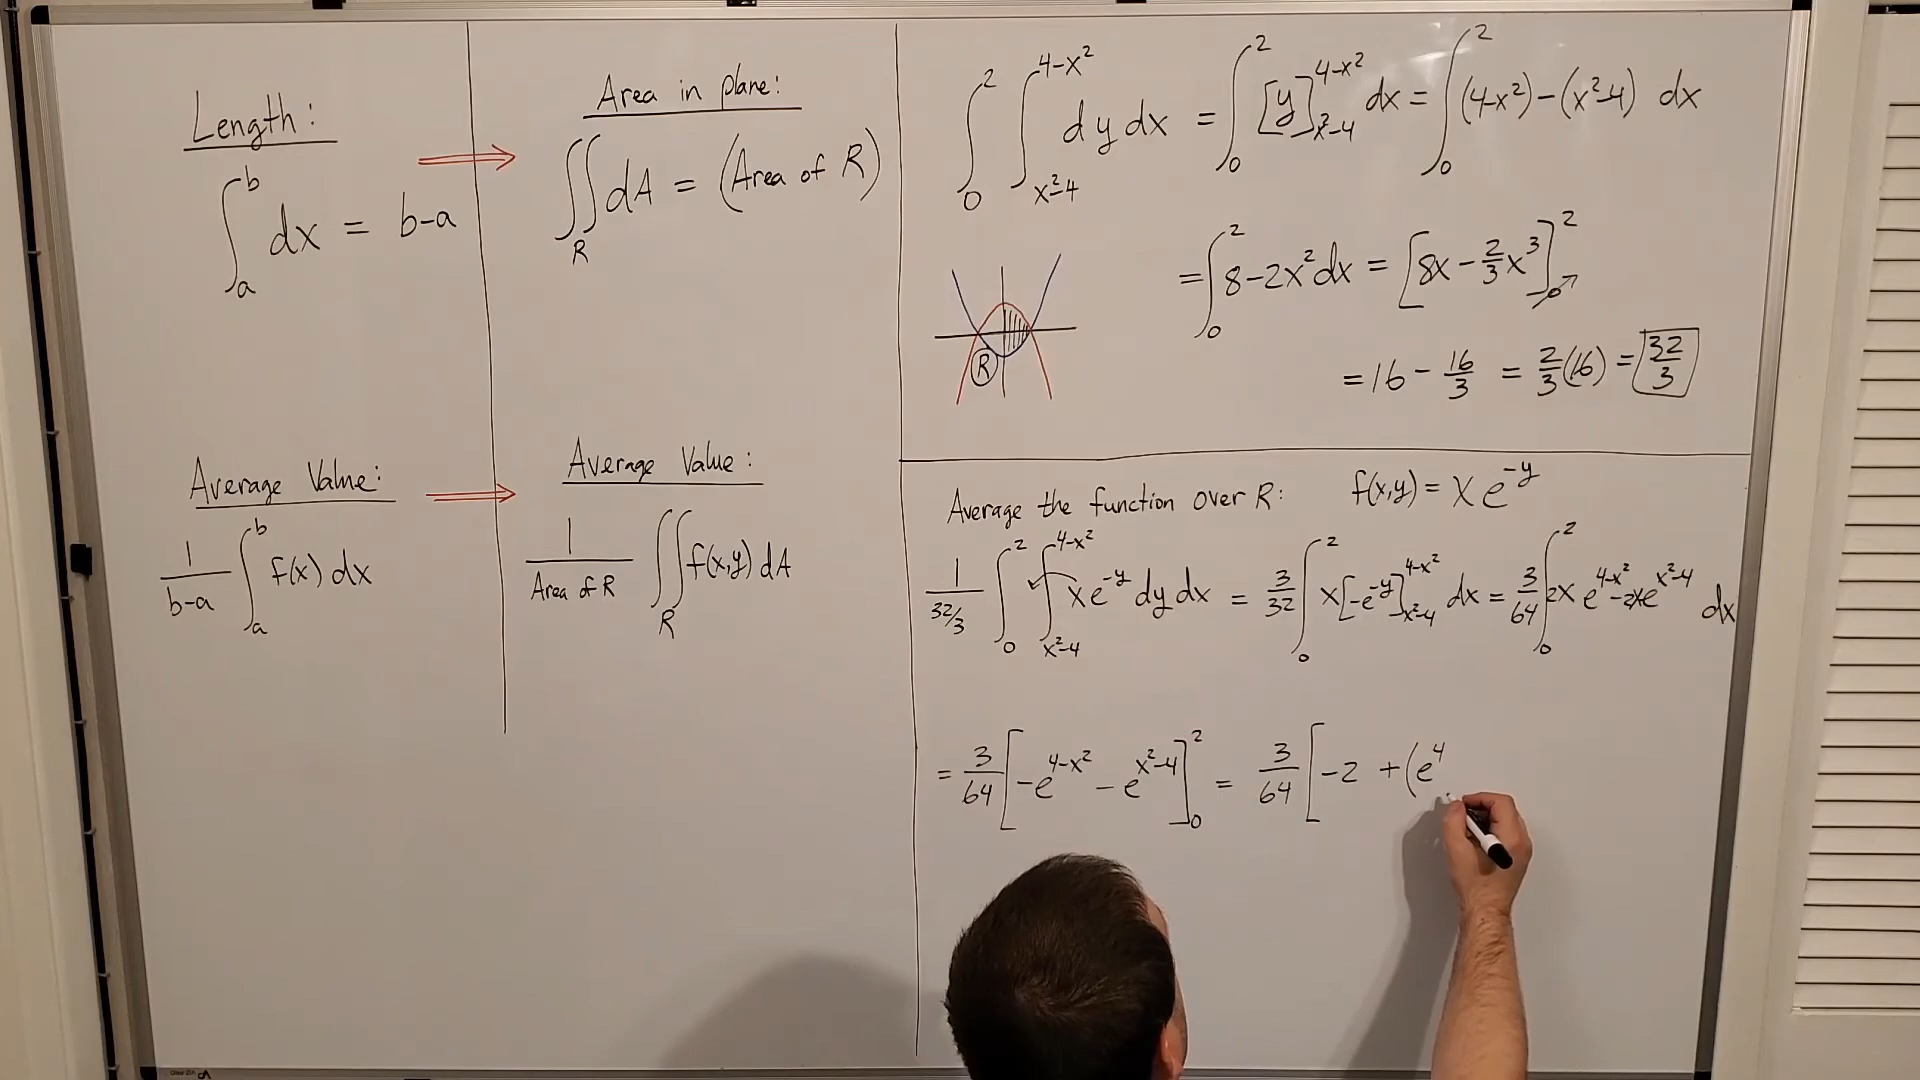 Length:
∫_a^b dx = b-a
Area in plane:
∬_R dA = (Area of R)
Average Value:
1/(b-a) ∫_a^b f(x) dx
Average Value:
1/(Area of R) ∬_R f(x,y) dA
∫_0^2 ∫_{x²-4}^{4-x²} dy dx = ∫_0^2 [y]_{x²-4}^{4-x²} dx = ∫_0^2 (4-x²)-(x²-4) dx
= ∫_0^2 8-2x² dx = [8x - 2/3 x³]_0^2
= 16 - 16/3 = 2/3(16) = 32/3
R
Average the function over R: f(x,y) = x e^{-y}
1/(32/3) ∫_0^2 ∫_{x²-4}^{4-x²} xe^{-y} dy dx = 3/32 ∫_0^2 x[-e^{-y}]_{x²-4}^{4-x²} dx = 3/64 ∫_0^2 2x e^{4-x²} - 2xe^{x²-4} dx
= 3/64 [-e^{4-x²} - e^{x²-4}]_0^2 = 3/64 [-2 + (e^4